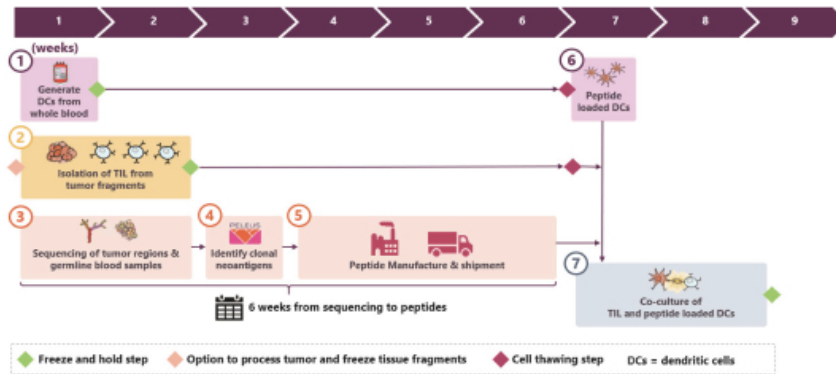 1 2 3 4 5 6 7 8 9
(weeks)
1
Generate
DCs from
whole blood
6
Peptide
loaded DCs
2
Isolation of TIL from
tumor fragments
3
Sequencing of tumor regions &
germline blood samples
4
PELEUS
Identify clonal
neoantigens
5
Peptide Manufacture & shipment
7
Co-culture of
TIL and peptide loaded DCs
6 weeks from sequencing to peptides
Freeze and hold step Option to process tumor and freeze tissue fragments Cell thawing step DCs = dendritic cells